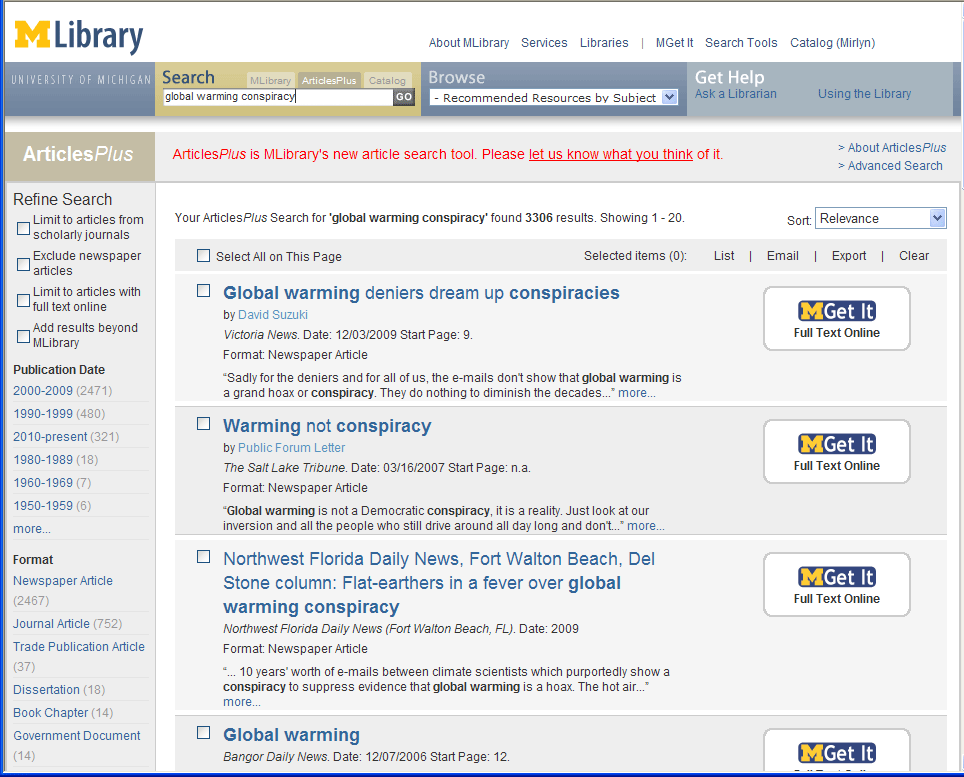 MLibrary
About MLibrary Services Libraries | MGet It Search Tools Catalog (Mirlyn)
UNIVERSITY OF MICHIGAN
Search MLibrary ArticlesPlus Catalog
global warming conspiracy GO
Browse
- Recommended Resources by Subject
Get Help
Ask a Librarian Using the Library
ArticlesPlus
ArticlesPlus is MLibrary's new article search tool. Please let us know what you think of it.
> About ArticlesPlus
> Advanced Search
Refine Search
Limit to articles from
scholarly journals
Exclude newspaper
articles
Limit to articles with
full text online
Add results beyond
MLibrary
Publication Date
2000-2009 (2471)
1990-1999 (480)
2010-present (321)
1980-1989 (18)
1960-1969 (7)
1950-1959 (6)
more...
Format
Newspaper Article
(2467)
Journal Article (752)
Trade Publication Article
(37)
Dissertation (18)
Book Chapter (14)
Government Document
(14)
Your ArticlesPlus Search for 'global warming conspiracy' found 3306 results. Showing 1 - 20.
Sort: Relevance
Select All on This Page
Selected items (0): List | Email | Export | Clear
Global warming deniers dream up conspiracies
by David Suzuki
Victoria News. Date: 12/03/2009 Start Page: 9.
Format: Newspaper Article
“Sadly for the deniers and for all of us, the e-mails don't show that global warming is
a grand hoax or conspiracy. They do nothing to diminish the decades...” more...
MGet It
Full Text Online
Warming not conspiracy
by Public Forum Letter
The Salt Lake Tribune. Date: 03/16/2007 Start Page: n.a.
Format: Newspaper Article
“Global warming is not a Democratic conspiracy, it is a reality. Just look at our
inversion and all the people who still drive around all day long and don't...” more...
MGet It
Full Text Online
Northwest Florida Daily News, Fort Walton Beach, Del
Stone column: Flat-earthers in a fever over global
warming conspiracy
Northwest Florida Daily News (Fort Walton Beach, FL). Date: 2009
Format: Newspaper Article
“... 10 years' worth of e-mails between climate scientists which purportedly show a
conspiracy to suppress evidence that global warming is a hoax. The hot air...”
more...
MGet It
Full Text Online
Global warming
Bangor Daily News. Date: 12/07/2006 Start Page: 12.
MGet It